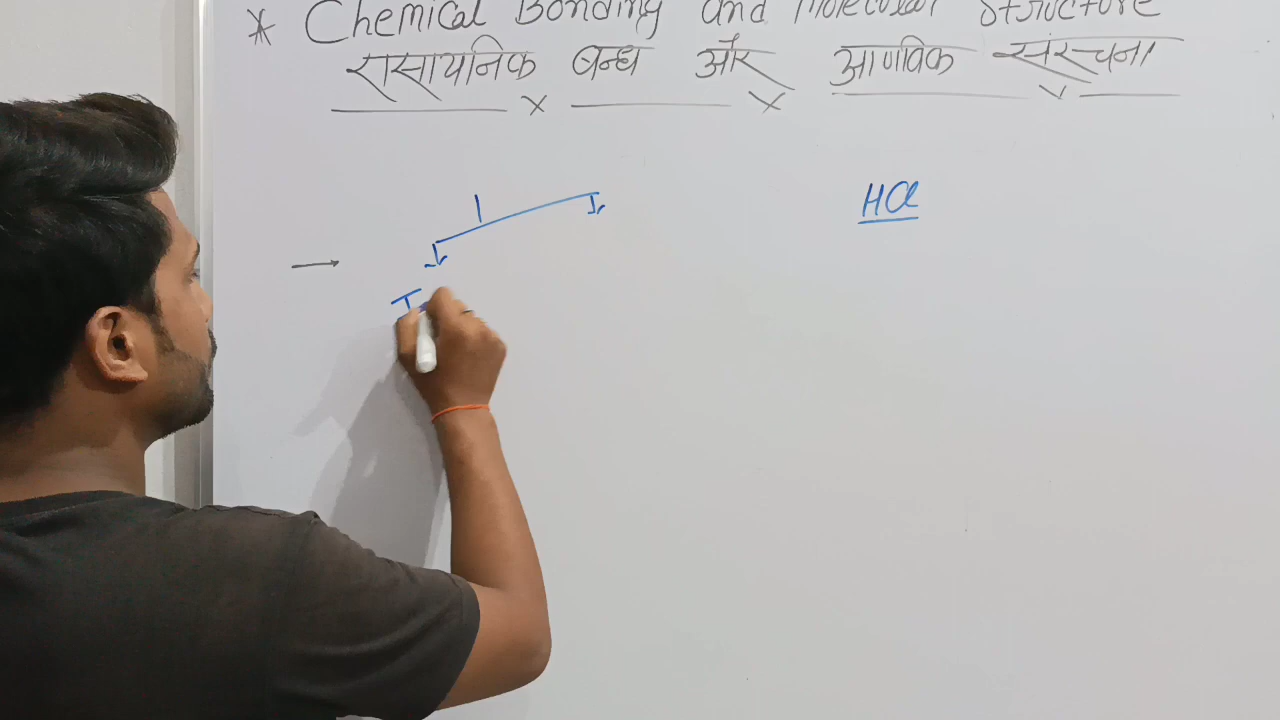 * Chemical Bonding and Molecular Structure
रासायनिक बन्ध और आणविक संरचना
HCl
I